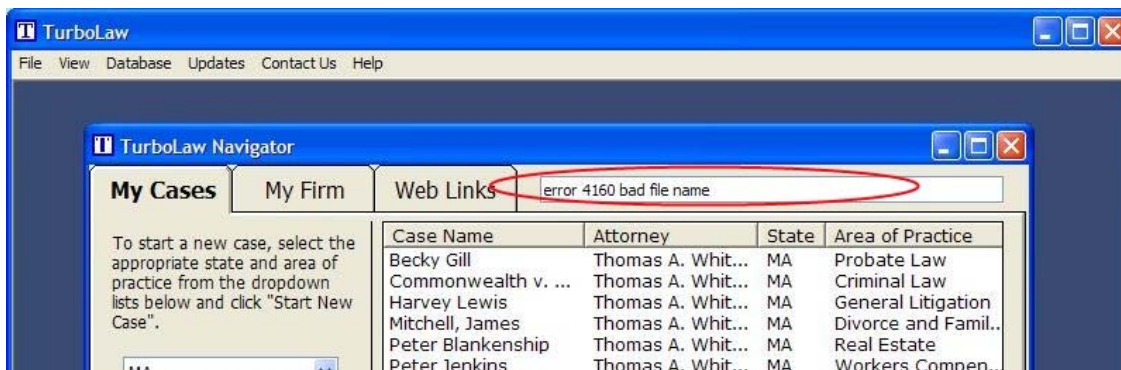 TurboLaw
File View Database Updates Contact Us Help
TurboLaw Navigator
My Cases My Firm Web Links error 4160 bad file name
To start a new case, select the
appropriate state and area of
practice from the dropdown
lists below and click "Start New
Case".
MA
Case Name Attorney State Area of Practice
Becky Gill Thomas A. Whit... MA Probate Law
Commonwealth v. ... Thomas A. Whit... MA Criminal Law
Harvey Lewis Thomas A. Whit... MA General Litigation
Mitchell, James Thomas A. Whit... MA Divorce and Famil..
Peter Blankenship Thomas A. Whit... MA Real Estate
Peter Jenkins Thomas A. Whit... MA Workers Compen..